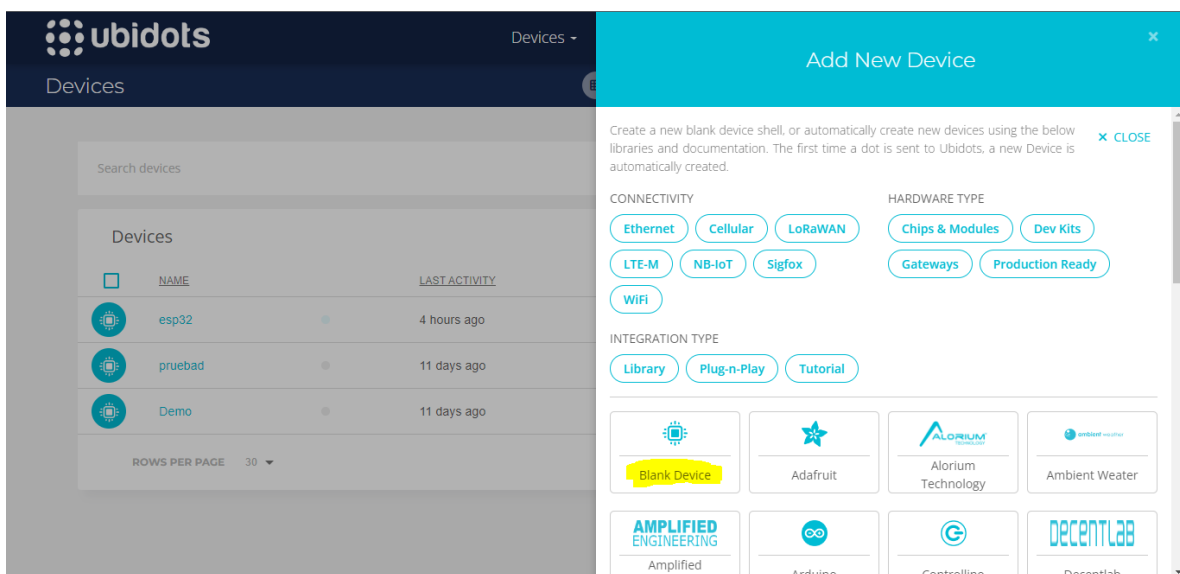 ubidots
Devices
Devices
Search devices
Devices
NAME
LAST ACTIVITY
esp32
4 hours ago
pruebad
11 days ago
Demo
11 days ago
ROWS PER PAGE 30
×
Add New Device
Create a new blank device shell, or automatically create new devices using the below
libraries and documentation. The first time a dot is sent to Ubidots, a new Device is
automatically created.
× CLOSE
CONNECTIVITY
Ethernet Cellular LoRaWAN
LTE-M NB-IoT Sigfox
WiFi
HARDWARE TYPE
Chips & Modules Dev Kits
Gateways Production Ready
INTEGRATION TYPE
Library Plug-n-Play Tutorial
Blank Device
Adafruit
ALORIUM
TECHNOLOGY
Alorium
Technology
ambient weather
Ambient Weater
AMPLIFIED
ENGINEERING
Amplified
Arduino
Controlling
DECENTLAB
Decentlab